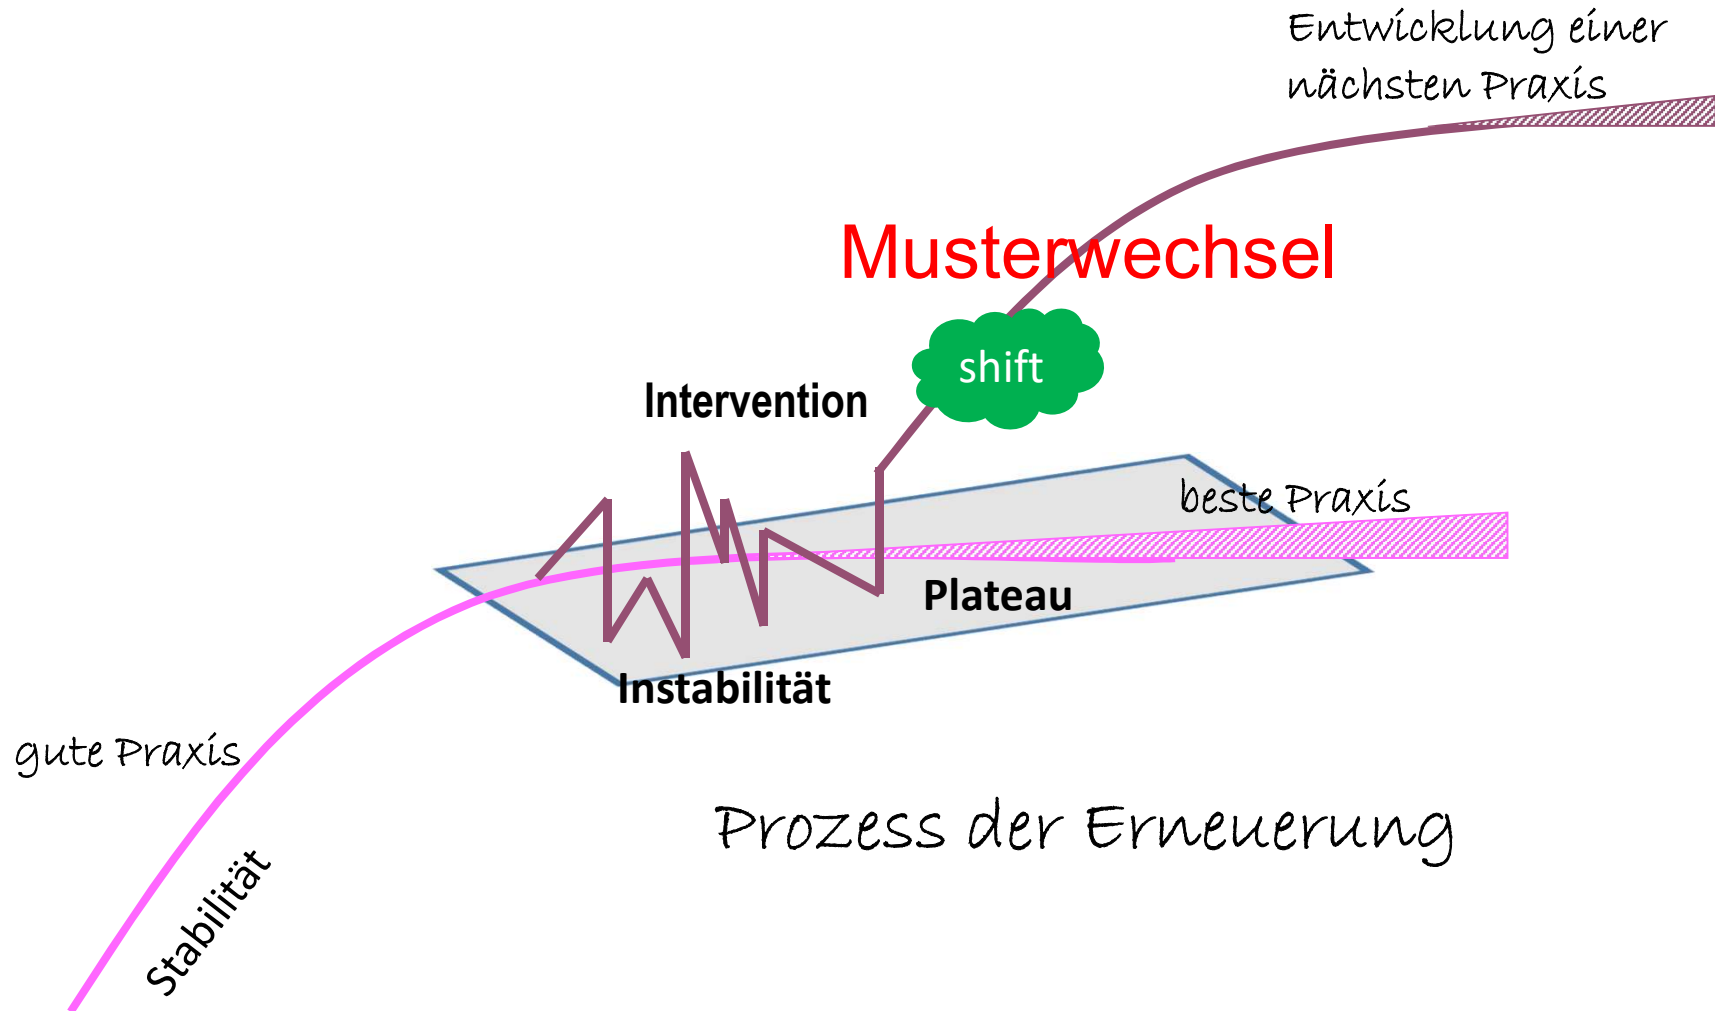 Entwicklung einer
nächsten Praxis
Musterwechsel
shift
Intervention
beste Praxis
Plateau
Instabilität
gute Praxis
Prozess der Erneuerung
Stabilität